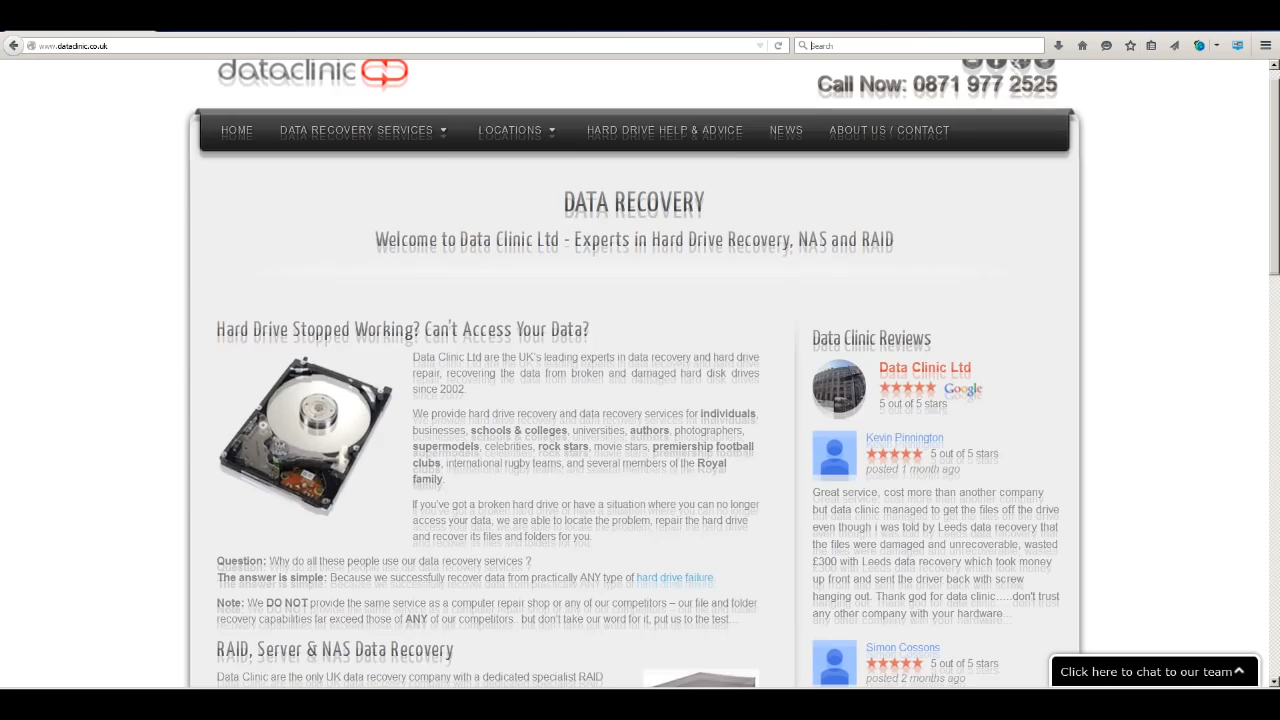 www.dataclinic.co.uk
Search
dataclinic
Call Now: 0871 977 2525
HOME DATA RECOVERY SERVICES LOCATIONS HARD DRIVE HELP & ADVICE NEWS ABOUT US / CONTACT
DATA RECOVERY
Welcome to Data Clinic Ltd - Experts in Hard Drive Recovery, NAS and RAID
Hard Drive Stopped Working? Can't Access Your Data?
Data Clinic Ltd are the UK's leading experts in data recovery and hard drive
repair, recovering the data from broken and damaged hard disk drives
since 2002.
We provide hard drive recovery and data recovery services for individuals,
businesses, schools & colleges, universities, authors, photographers,
supermodels, celebrities, rock stars, movie stars, premiership football
clubs, international rugby teams, and several members of the Royal
family.
If you've got a broken hard drive or have a situation where you can no longer
access your data, we are able to locate the problem, repair the hard drive
and recover its files and folders for you.
Question: Why do all these people use our data recovery services ?
The answer is simple: Because we successfully recover data from practically ANY type of hard drive failure.
Note: We DO NOT provide the same service as a computer repair shop or any of our competitors – our file and folder
recovery capabilities far exceed those of ANY of our competitors.. but don't take our word for it, put us to the test…
RAID, Server & NAS Data Recovery
Data Clinic are the only UK data recovery company with a dedicated specialist RAID
Data Clinic Reviews
Data Clinic Ltd
Google
5 out of 5 stars
Kevin Pinnington
5 out of 5 stars
posted 1 month ago
Great service, cost more than another company
but data clinic managed to get the files off the drive
even though i was told by Leeds data recovery that
the files were damaged and unrecoverable, wasted
£300 with Leeds data recovery which took money
up front and sent the driver back with screw
hanging out. Thank god for data clinic.....don't trust
any other company with your hardware...
Simon Cossons
5 out of 5 stars
posted 2 months ago
Click here to chat to our team